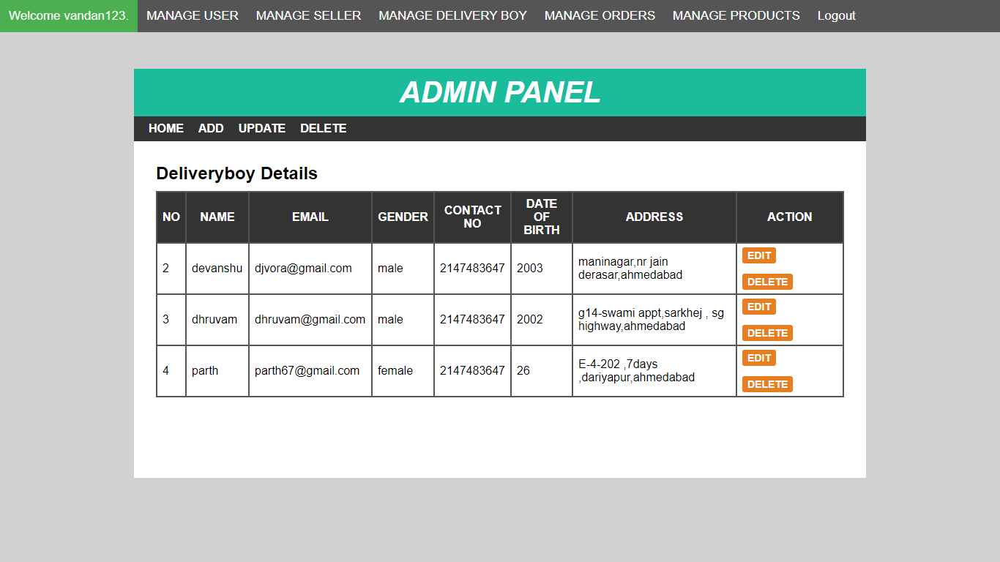 Welcome vandan123. MANAGE USER MANAGE SELLER MANAGE DELIVERY BOY MANAGE ORDERS MANAGE PRODUCTS Logout
ADMIN PANEL
HOME ADD UPDATE DELETE
Deliveryboy Details
NO NAME EMAIL GENDER CONTACT NO DATE OF BIRTH ADDRESS ACTION
2 devanshu djvora@gmail.com male 2147483647 2003 maninagar,nr jain derasar,ahmedabad EDIT DELETE
3 dhruvam dhruvam@gmail.com male 2147483647 2002 g14-swami appt,sarkhej , sg highway,ahmedabad EDIT DELETE
4 parth parth67@gmail.com female 2147483647 26 E-4-202 ,7days ,dariyapur,ahmedabad EDIT DELETE